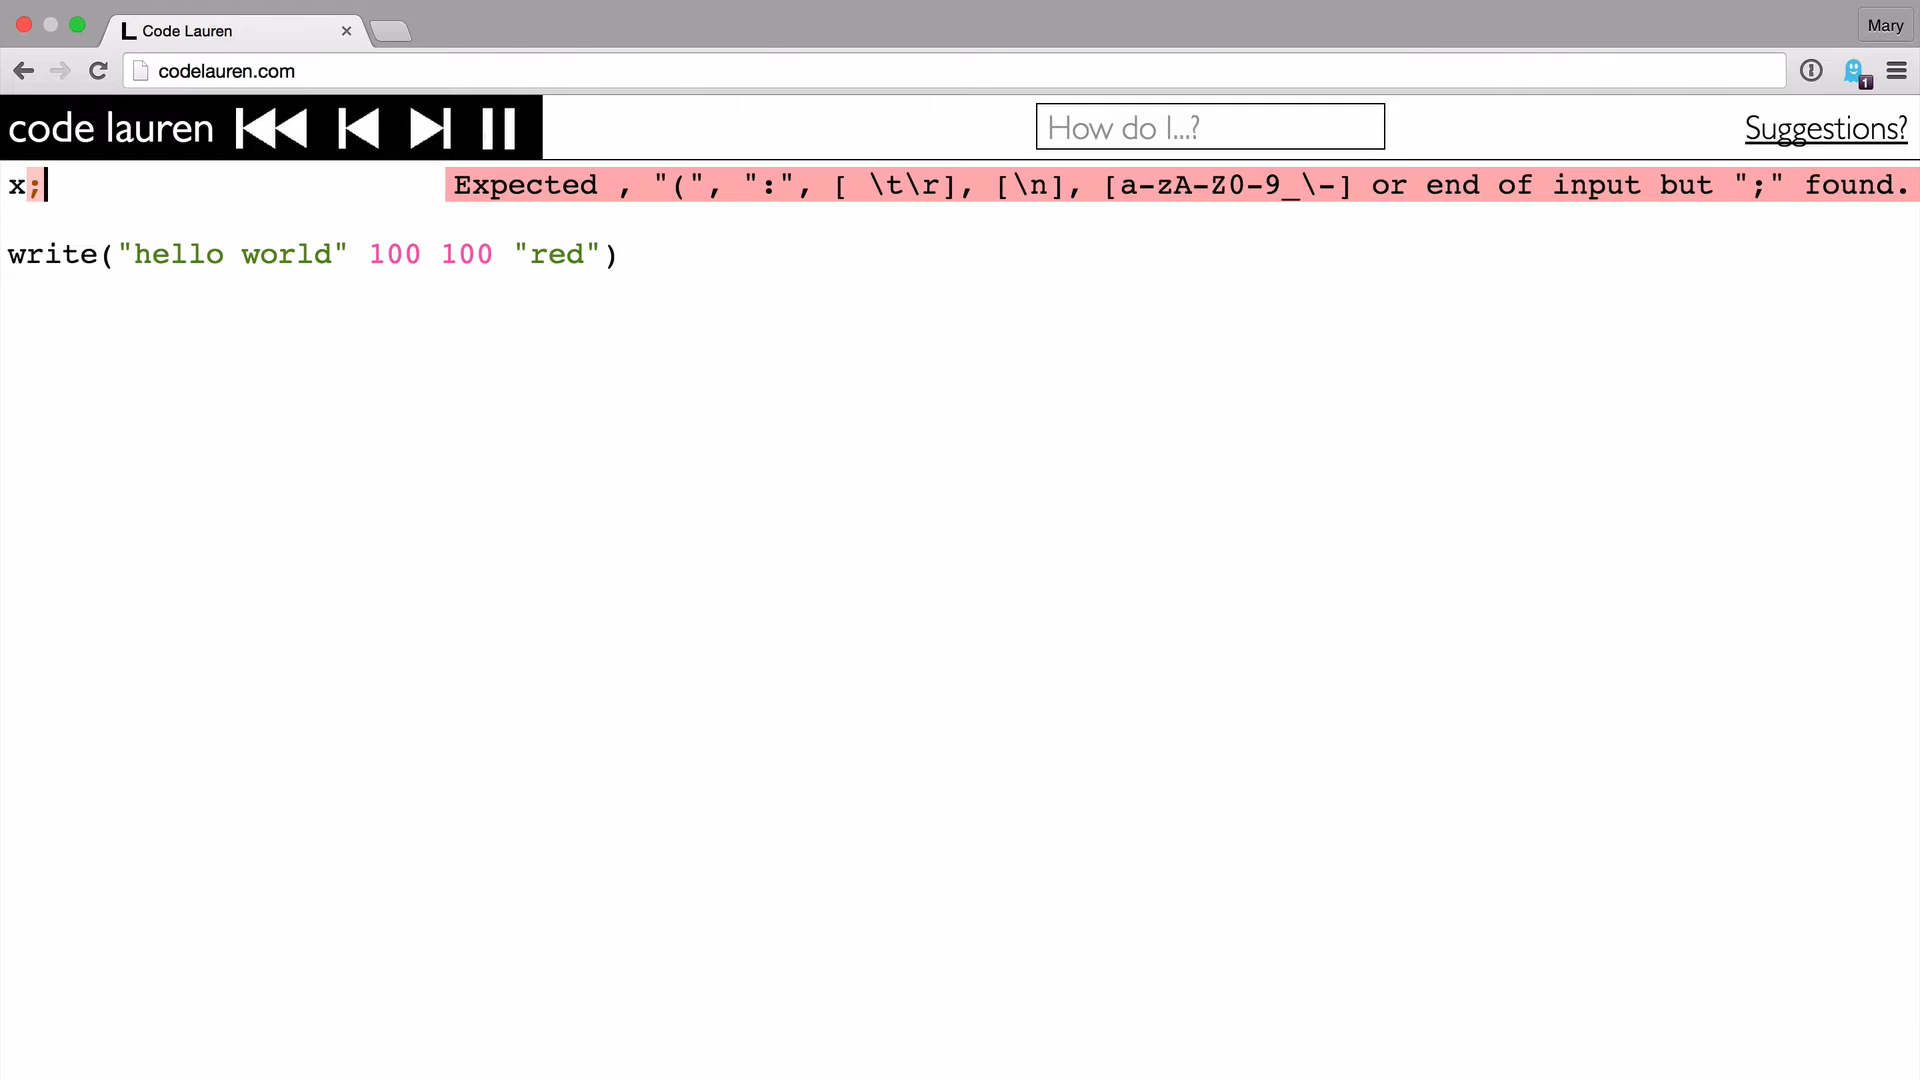 Code Lauren
Mary
codelauren.com
1
code lauren
How do I...?
Suggestions?
x;
Expected , "(", ":", [ \t\r], [\n], [a-zA-Z0-9_\-] or end of input but ";" found.
write("hello world" 100 100 "red")